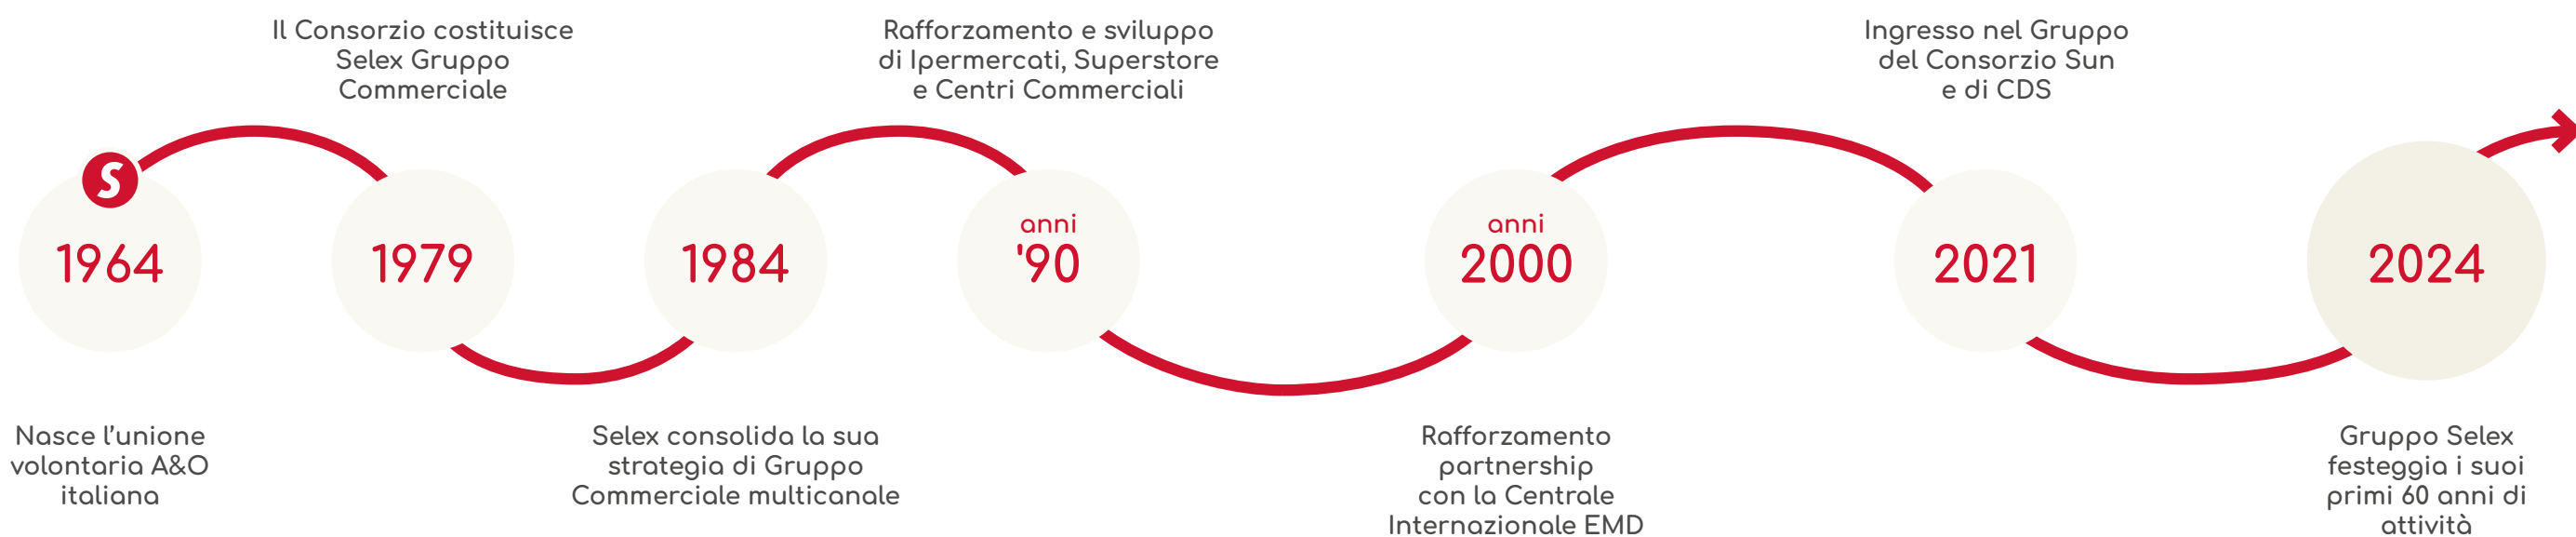 S
1964
Nasce l’unione
volontaria A&O
italiana
Il Consorzio costituisce
Selex Gruppo
Commerciale
1979
1984
Selex consolida la sua
strategia di Gruppo
Commerciale multicanale
Rafforzamento e sviluppo
di Ipermercati, Superstore
e Centri Commerciali
anni
'90
anni
2000
Rafforzamento
partnership
con la Centrale
Internazionale EMD
Ingresso nel Gruppo
del Consorzio Sun
e di CDS
2021
2024
Gruppo Selex
festeggia i suoi
primi 60 anni di
attività